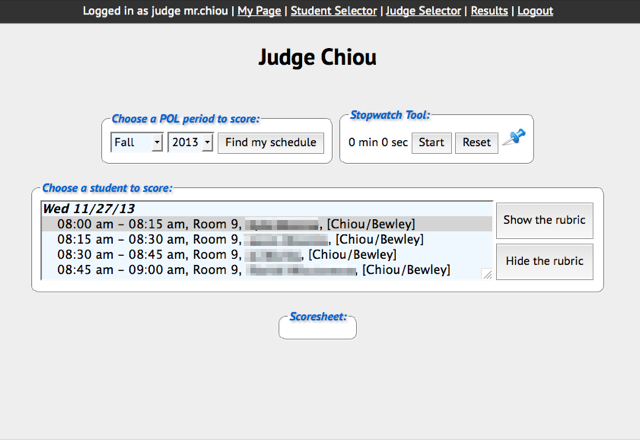 Logged in as judge mr.chiou | My Page | Student Selector | Judge Selector | Results | Logout
Judge Chiou
Choose a POL period to score:
Fall 2013 Find my schedule
Stopwatch Tool:
0 min 0 sec Start Reset
Choose a student to score:
Wed 11/27/13
08:00 am - 08:15 am, Room 9, , [Chiou/Bewley]
08:15 am - 08:30 am, Room 9, , [Chiou/Bewley]
08:30 am - 08:45 am, Room 9, , [Chiou/Bewley]
08:45 am - 09:00 am, Room 9, , [Chiou/Bewley]
Show the rubric
Hide the rubric
Scoresheet: